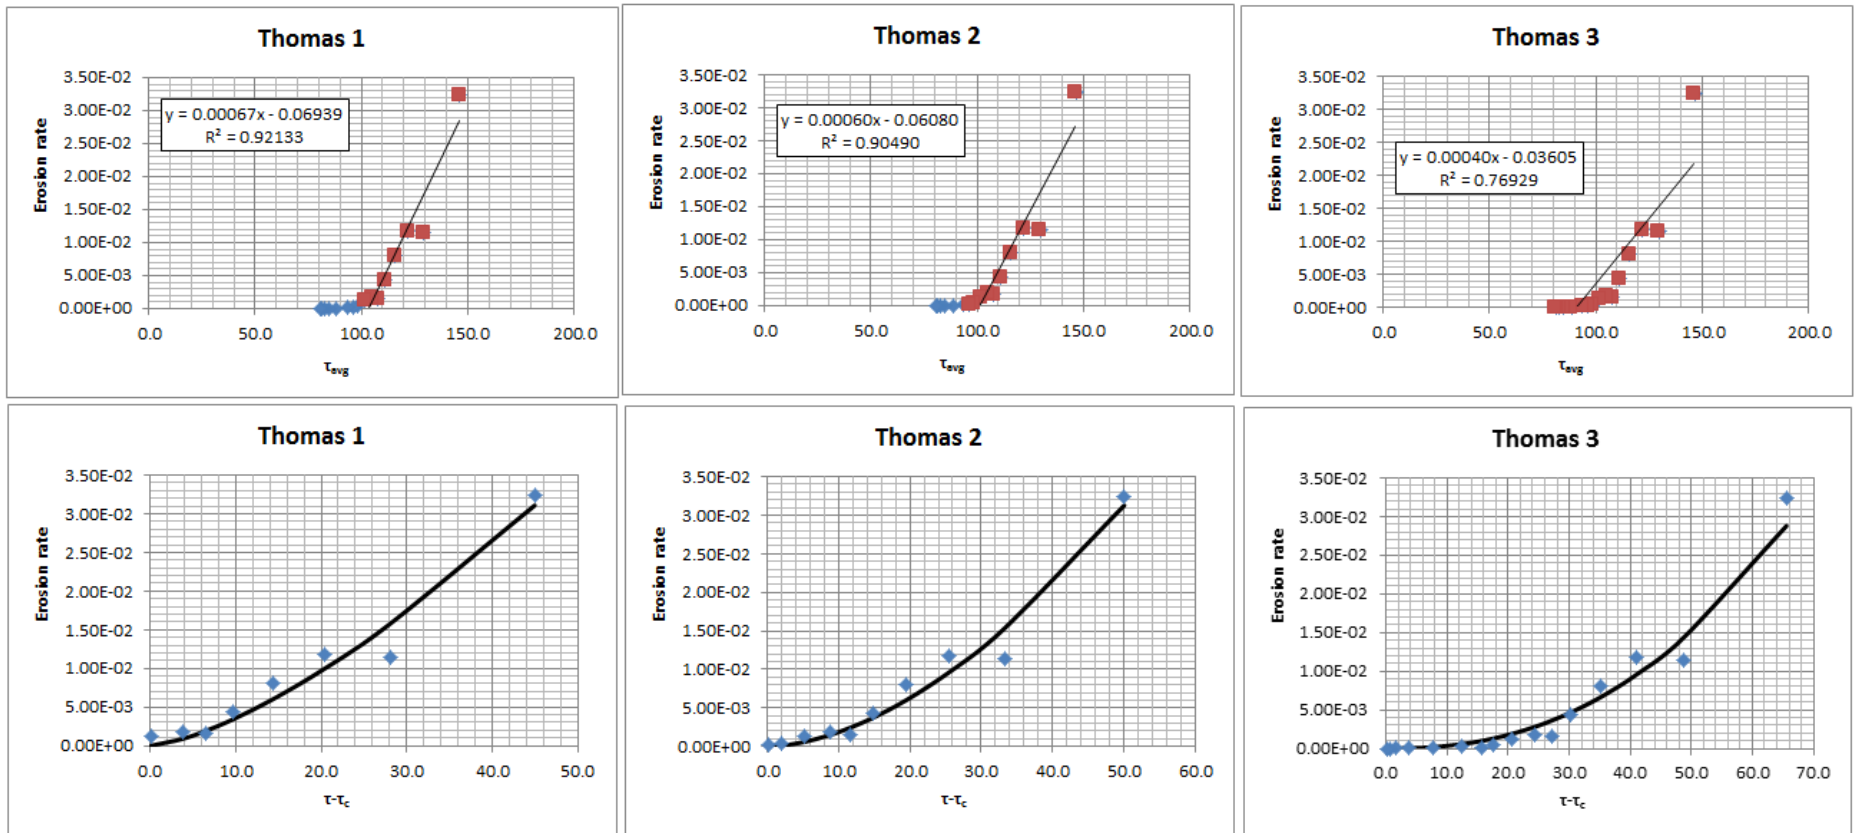 Thomas 1
3.50E-02
3.00E-02
2.50E-02
2.00E-02
1.50E-02
1.00E-02
5.00E-03
0.00E+00
Erosion rate
y = 0.00067x - 0.06939
R² = 0.92133
0.0 50.0 100.0 150.0 200.0
τavg
Thomas 2
3.50E-02
3.00E-02
2.50E-02
2.00E-02
1.50E-02
1.00E-02
5.00E-03
0.00E+00
Erosion rate
y = 0.00060x - 0.06080
R² = 0.90490
0.0 50.0 100.0 150.0 200.0
τavg
Thomas 3
3.50E-02
3.00E-02
2.50E-02
2.00E-02
1.50E-02
1.00E-02
5.00E-03
0.00E+00
Erosion rate
y = 0.00040x - 0.03605
R² = 0.76929
0.0 50.0 100.0 150.0 200.0
τavg
Thomas 1
3.50E-02
3.00E-02
2.50E-02
2.00E-02
1.50E-02
1.00E-02
5.00E-03
0.00E+00
Erosion rate
0.0 10.0 20.0 30.0 40.0 50.0
τ-τc
Thomas 2
3.50E-02
3.00E-02
2.50E-02
2.00E-02
1.50E-02
1.00E-02
5.00E-03
0.00E+00
Erosion rate
0.0 10.0 20.0 30.0 40.0 50.0 60.0
τ-τc
Thomas 3
3.50E-02
3.00E-02
2.50E-02
2.00E-02
1.50E-02
1.00E-02
5.00E-03
0.00E+00
Erosion rate
0.0 10.0 20.0 30.0 40.0 50.0 60.0 70.0
τ-τc